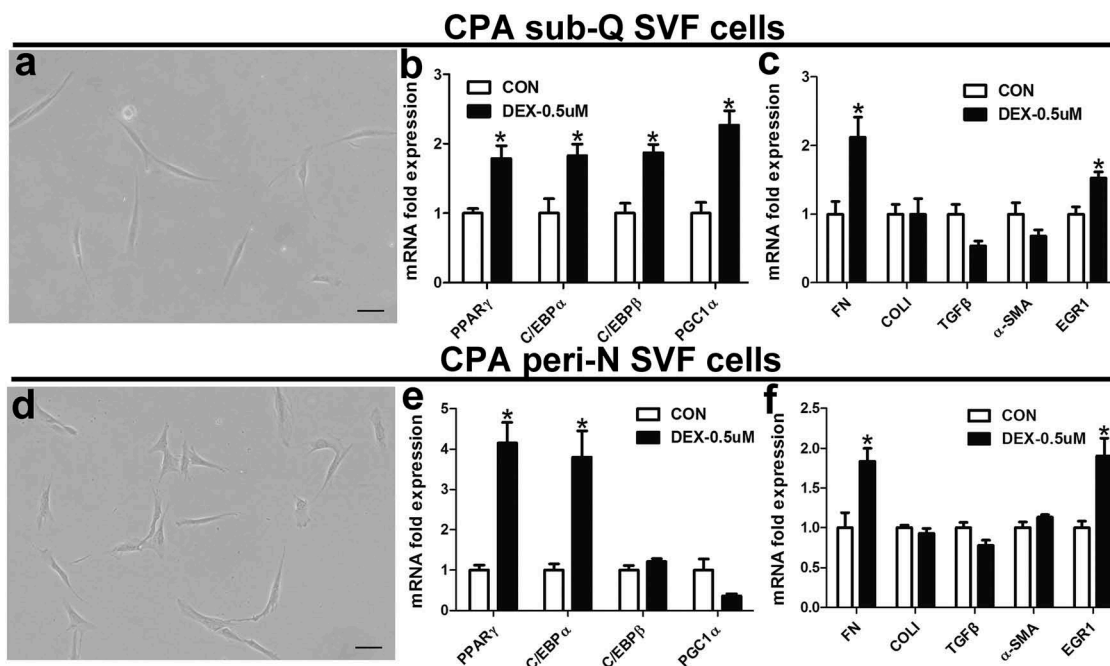 CPA sub-Q SVF cells
a
b
mRNA fold expression
3
2
1
0
CON
DEX-0.5uM
*
*
*
*
PPARγ
C/EBPα
C/EBPβ
PGC1α
c
mRNA fold expression
3
2
1
0
CON
DEX-0.5uM
*
*
FN
COLI
TGFβ
α-SMA
EGR1
CPA peri-N SVF cells
d
e
mRNA fold expression
5
4
3
2
1
0
CON
DEX-0.5uM
*
*
PPARγ
C/EBPα
C/EBPβ
PGC1α
f
mRNA fold expression
2.5
2.0
1.5
1.0
0.5
0.0
CON
DEX-0.5uM
*
*
FN
COLI
TGFβ
α-SMA
EGR1